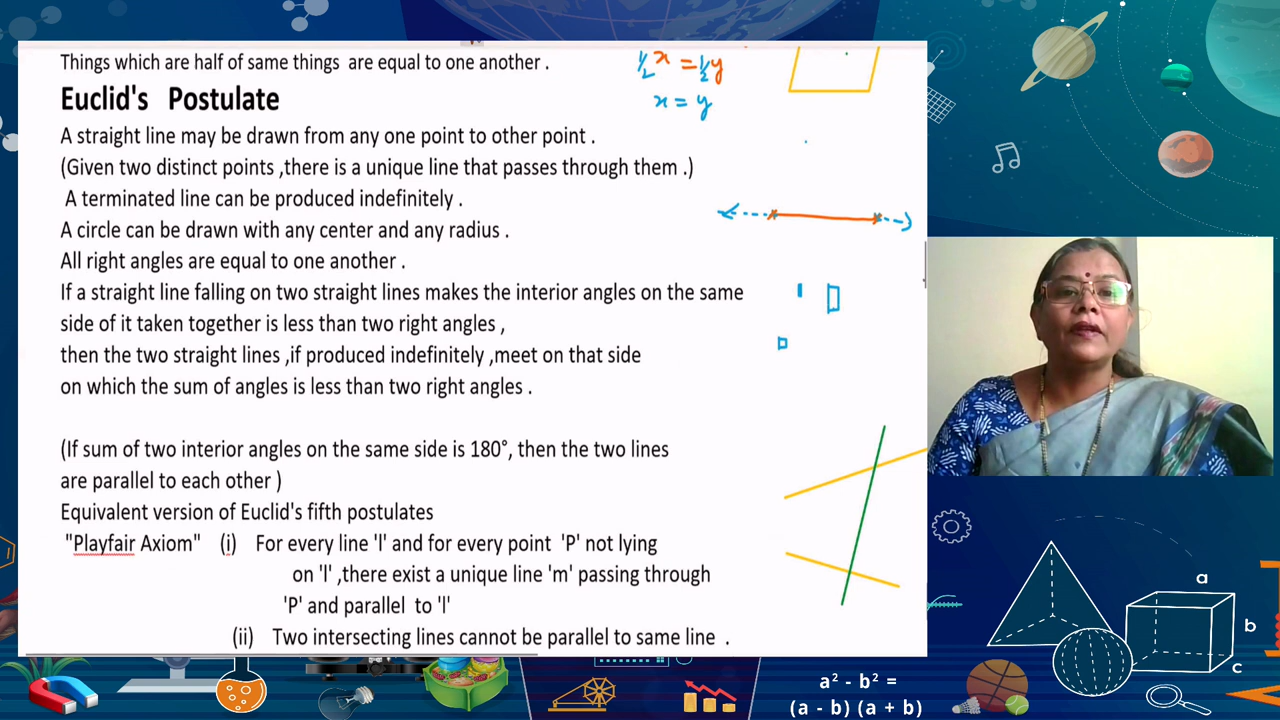 Things which are half of same things are equal to one another .
½x = ½y
x = y
Euclid's Postulate
A straight line may be drawn from any one point to other point .
(Given two distinct points ,there is a unique line that passes through them .)
A terminated line can be produced indefinitely .
A circle can be drawn with any center and any radius .
All right angles are equal to one another .
If a straight line falling on two straight lines makes the interior angles on the same
side of it taken together is less than two right angles ,
then the two straight lines ,if produced indefinitely ,meet on that side
on which the sum of angles is less than two right angles .
(If sum of two interior angles on the same side is 180°, then the two lines
are parallel to each other )
Equivalent version of Euclid's fifth postulates
"Playfair Axiom" (i) For every line 'l' and for every point 'P' not lying
on 'l' ,there exist a unique line 'm' passing through
'P' and parallel to 'l'
(ii) Two intersecting lines cannot be parallel to same line .
a
b
c
a² - b² =
(a - b) (a + b)